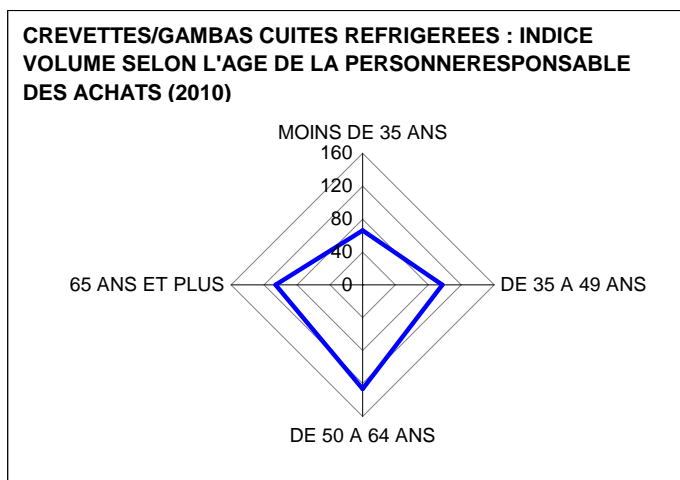 CREVETTES/GAMBAS CUITES REFRIGEREES : INDICE
VOLUME SELON L'AGE DE LA PERSONNERESPONSABLE
DES ACHATS (2010)
MOINS DE 35 ANS
160
120
80
40
0
65 ANS ET PLUS
DE 35 A 49 ANS
DE 50 A 64 ANS